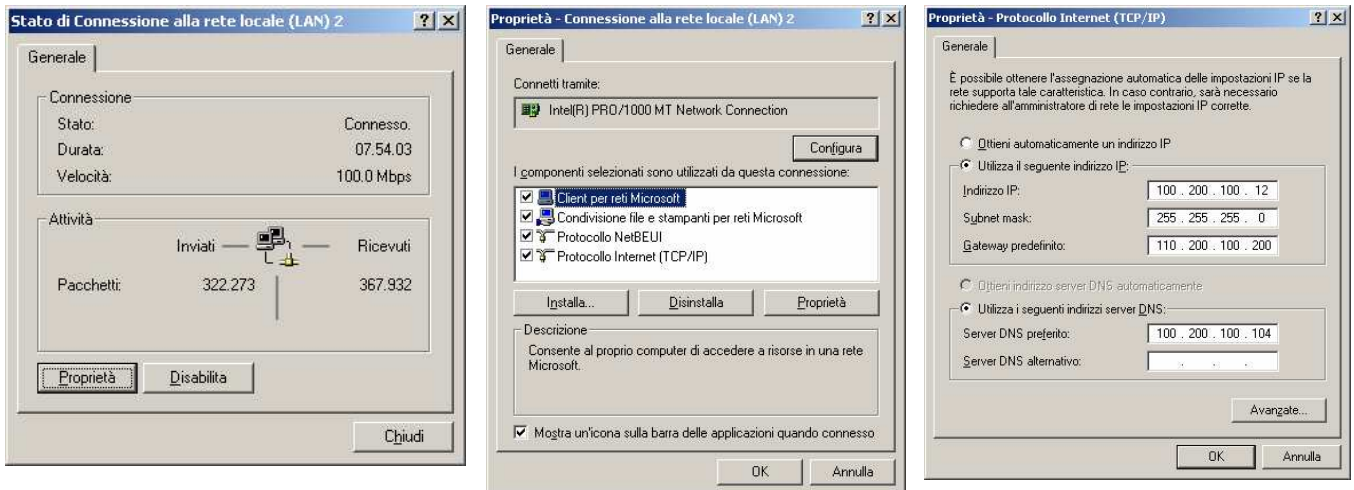 Stato di Connessione alla rete locale (LAN) 2
Generale
Connessione
Stato: Connesso.
Durata: 07.54.03
Velocità: 100.0 Mbps
Attività
Inviati Ricevuti
Pacchetti: 322.273 367.932
Proprietà Disabilita
Chiudi
Proprietà - Connessione alla rete locale (LAN) 2
Generale
Connetti tramite:
Intel(R) PRO/1000 MT Network Connection
Configura
I componenti selezionati sono utilizzati da questa connessione:
Client per reti Microsoft
Condivisione file e stampanti per reti Microsoft
Protocollo NetBEUI
Protocollo Internet (TCP/IP)
Installa... Disinstalla Proprietà
Descrizione
Consente al proprio computer di accedere a risorse in una rete
Microsoft.
Mostra un'icona sulla barra delle applicazioni quando connesso
OK Annulla
Proprietà - Protocollo Internet (TCP/IP)
Generale
È possibile ottenere l'assegnazione automatica delle impostazioni IP se la
rete supporta tale caratteristica. In caso contrario, sarà necessario
richiedere all'amministratore di rete le impostazioni IP corrette.
Ottieni automaticamente un indirizzo IP
Utilizza il seguente indirizzo IP:
Indirizzo IP: 100 . 200 . 100 . 12
Subnet mask: 255 . 255 . 255 . 0
Gateway predefinito: 110 . 200 . 100 . 200
Ottieni indirizzo server DNS automaticamente
Utilizza i seguenti indirizzi server DNS:
Server DNS preferito: 100 . 200 . 100 . 104
Server DNS alternativo: . . .
Avanzate...
OK Annulla